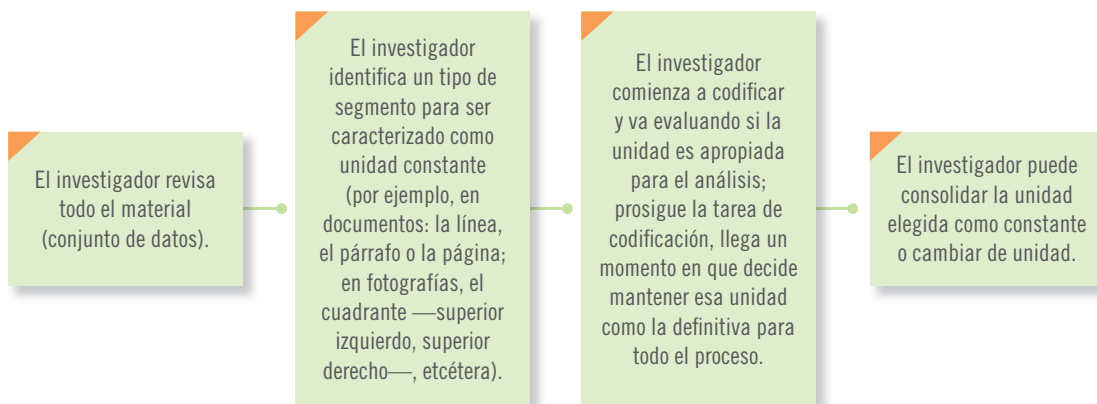 El investigador revisa
todo el material
(conjunto de datos).
El investigador
identifica un tipo de
segmento para ser
caracterizado como
unidad constante
(por ejemplo, en
documentos: la línea,
el párrafo o la página;
en fotografías, el
cuadrante —superior
izquierdo, superior
derecho—, etcétera).
El investigador
comienza a codificar
y va evaluando si la
unidad es apropiada
para el análisis;
prosigue la tarea de
codificación, llega un
momento en que decide
mantener esa unidad
como la definitiva para
todo el proceso.
El investigador puede
consolidar la unidad
elegida como constante
o cambiar de unidad.